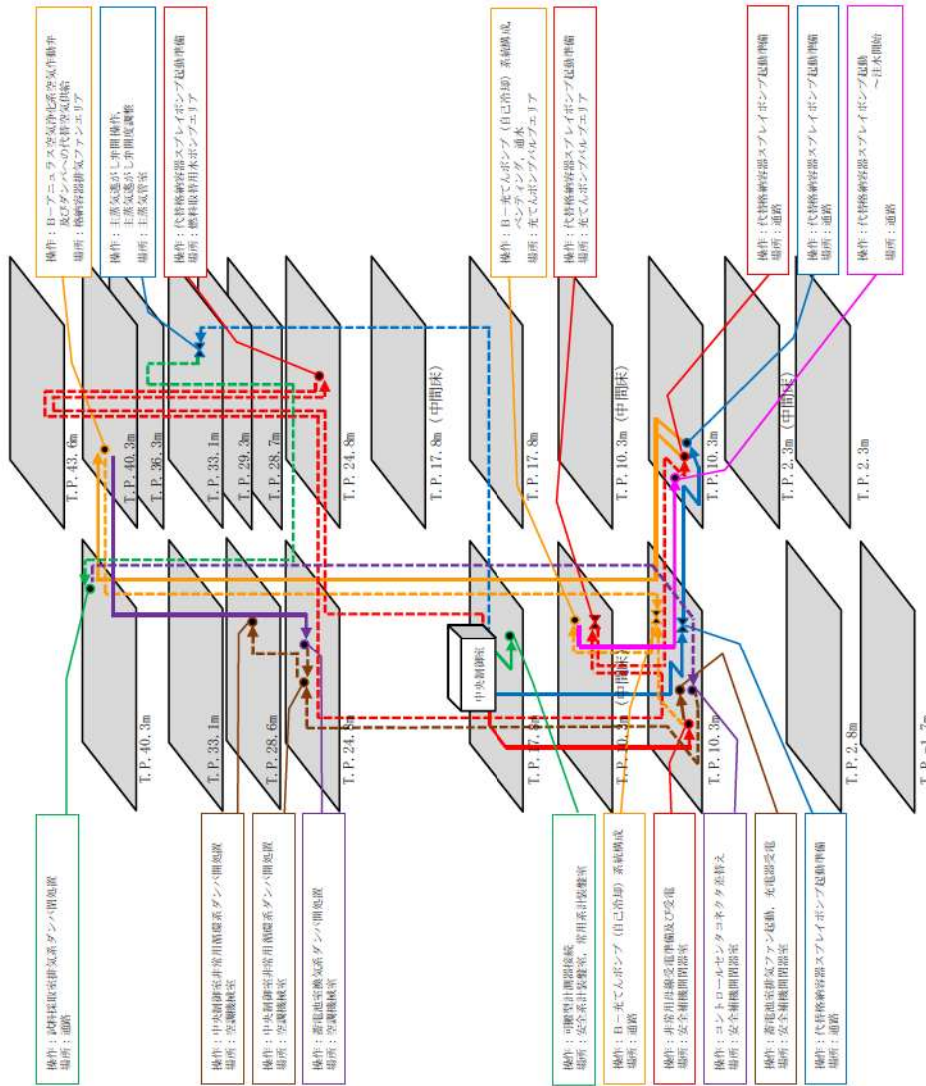 操作：B－アニュラス空気浄化系空気作動弁
及びダンパへの代替空気供給
場所：格納容器排気ファンエリア
操作：主蒸気逃がし弁開操作，
主蒸気逃がし弁開度調整
場所：主蒸気管室
操作：代替格納容器スプレイポンプ起動準備
場所：燃料取替用水ポンプエリア
操作：B－充てんポンプ（自己冷却）系統構成，
ベンティング，通水
場所：充てんポンプバルブエリア
操作：代替格納容器スプレイポンプ起動準備
場所：充てんポンプバルブエリア
操作：代替格納容器スプレイポンプ起動準備
場所：通路
操作：代替格納容器スプレイポンプ起動準備
場所：通路
操作：代替格納容器スプレイポンプ起動
～注水開始
場所：通路
T.P. 43.6m
T.P. 40.3m
T.P. 36.3m
T.P. 33.1m
T.P. 29.3m
T.P. 28.7m
T.P. 24.8m
T.P. 17.8m（中間床）
T.P. 17.8m
T.P. 10.3m（中間床）
T.P. 10.3m
T.P. 2.3m（中間床）
T.P. 2.3m
T.P. 40.3m
T.P. 33.1m
T.P. 28.6m
T.P. 24.8m
中央制御室
T.P. 17.8m
T.P. 10.3m（中間床）
T.P. 10.3m
T.P. 2.8m
T.P. -1.7m
操作：試料採取室排気系ダンパ閉処置
場所：通路
操作：中央制御室非常用循環系ダンパ開処置
場所：空調機械室
操作：中央制御室非常用循環系ダンパ開処置
場所：空調機械室
操作：蓄電池室換気系ダンパ開処置
場所：空調機械室
操作：可搬型計測器接続
場所：安全系計装盤室，常用系計装盤室
操作：B－充てんポンプ（自己冷却）系統構成
場所：通路
操作：非常用母線受電準備及び受電
場所：安全補機開閉器室
操作：コントロールセンタコネクタ差替え
場所：安全補機開閉器室
操作：蓄電池室排気ファン起動，充電器受電
場所：安全補機開閉器室
操作：代替格納容器スプレイポンプ起動準備
場所：通路